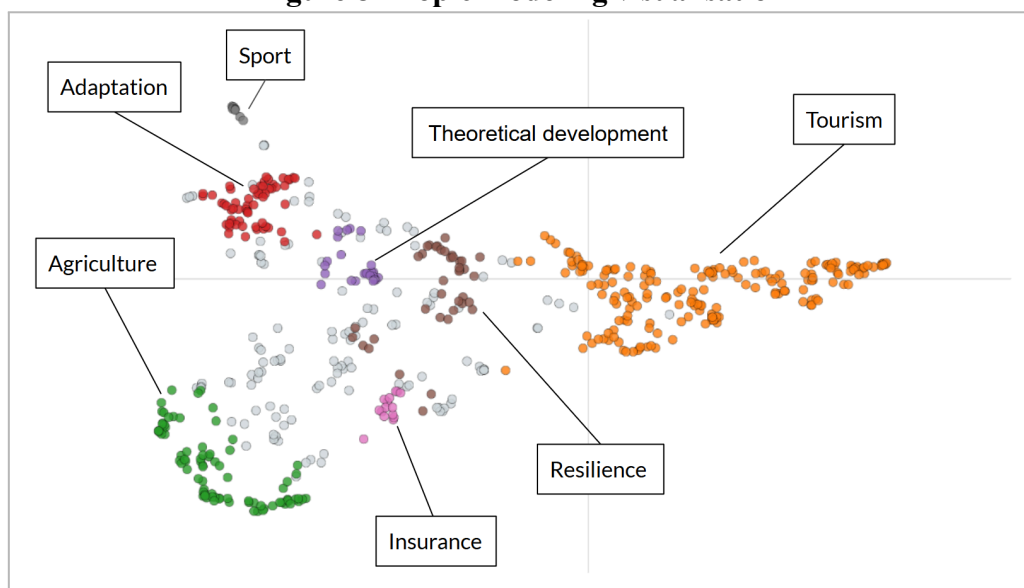 Sport
Adaptation
Theoretical development
Tourism
Agriculture
Resilience
Insurance